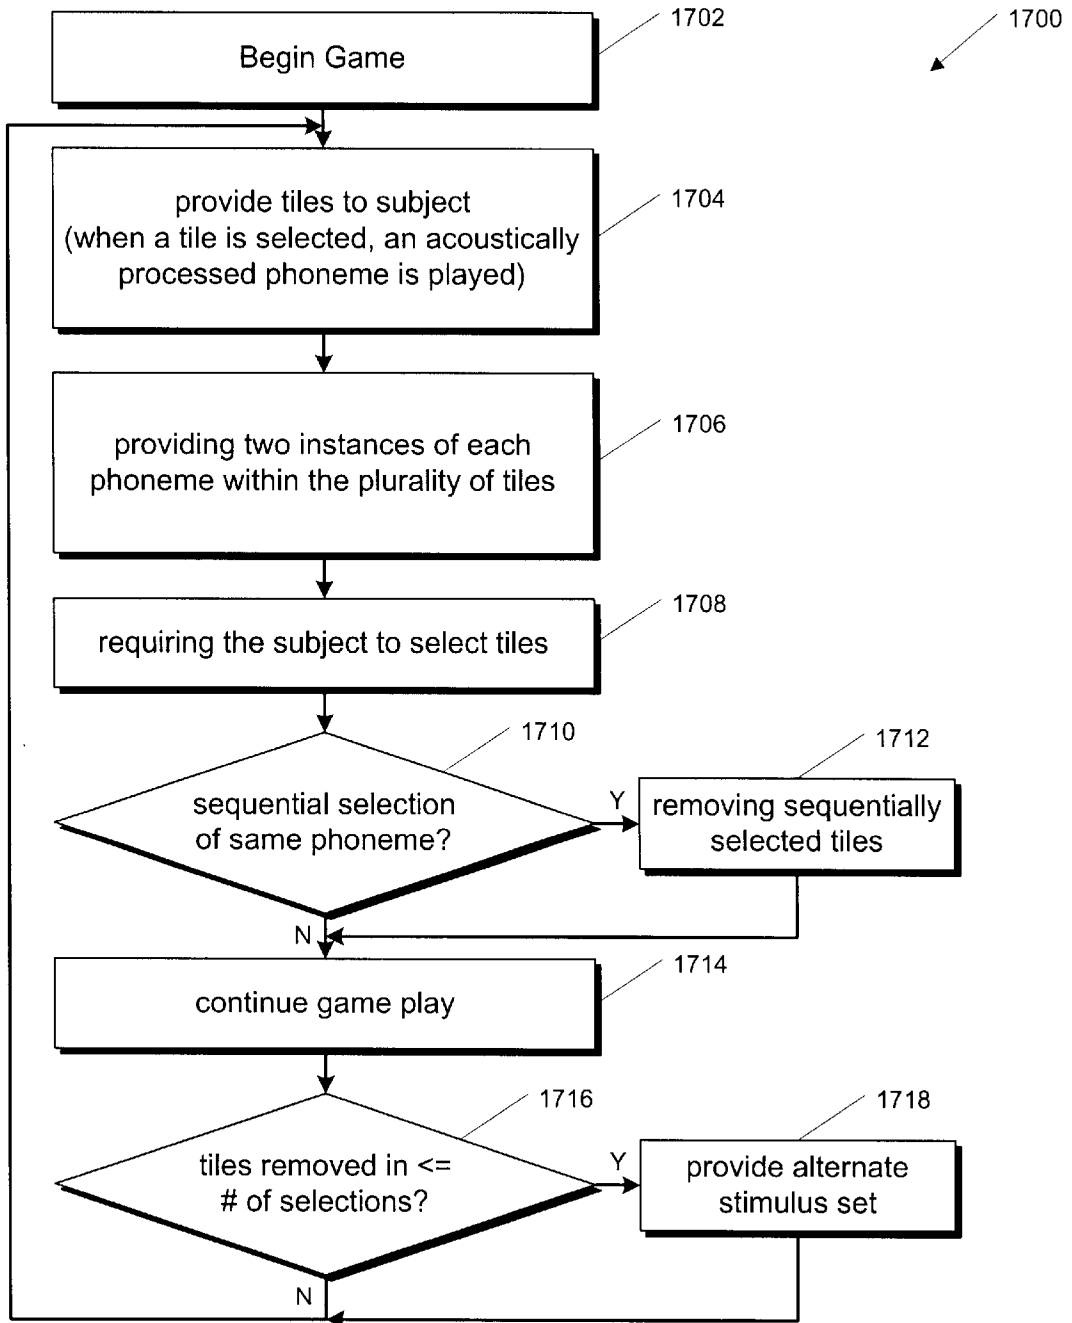 1702
1700
Begin Game
provide tiles to subject
(when a tile is selected, an acoustically
processed phoneme is played)
1704
providing two instances of each
phoneme within the plurality of tiles
1706
requiring the subject to select tiles
1708
sequential selection
of same phoneme?
1710
Y
removing sequentially
selected tiles
1712
N
continue game play
1714
tiles removed in <=
# of selections?
1716
Y
provide alternate
stimulus set
1718
N